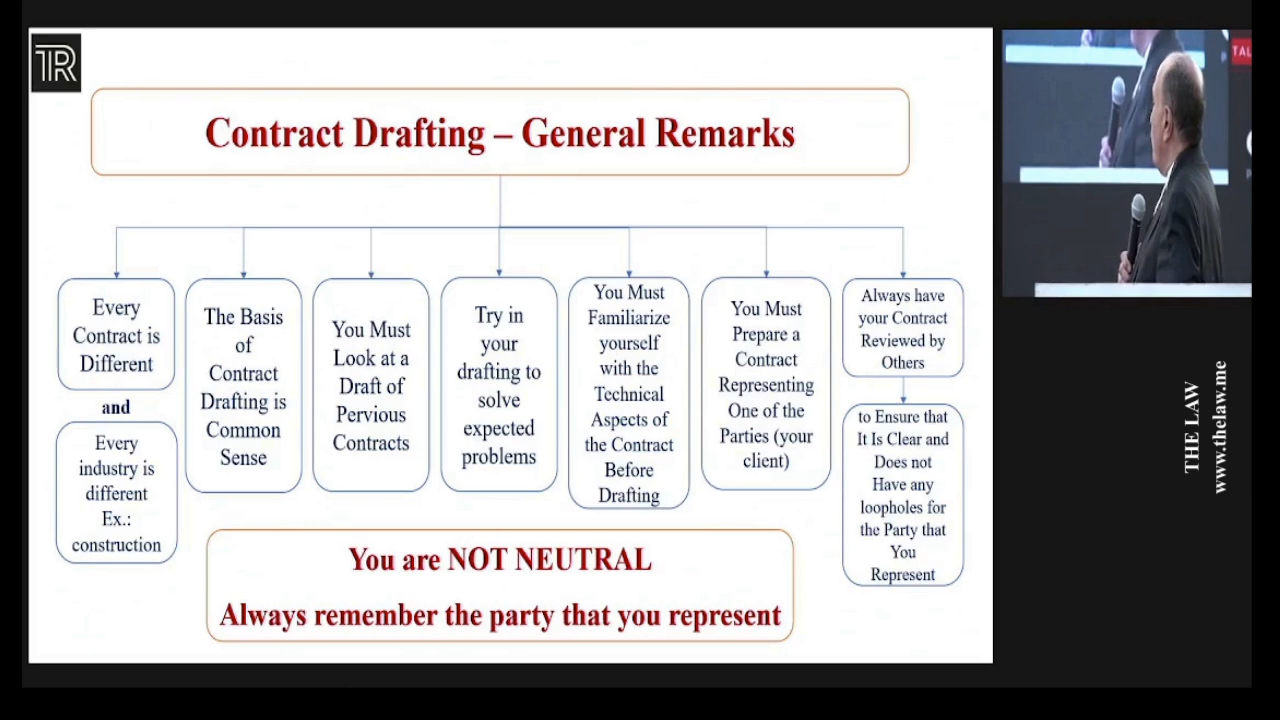 TR
Contract Drafting – General Remarks
Every
Contract is
Different
and
Every
industry is
different
Ex.:
construction
The Basis
of
Contract
Drafting is
Common
Sense
You Must
Look at a
Draft of
Pervious
Contracts
Try in
your
drafting to
solve
expected
problems
You Must
Familiarize
yourself
with the
Technical
Aspects of
the Contract
Before
Drafting
You Must
Prepare a
Contract
Representing
One of the
Parties (your
client)
Always have
your Contract
Reviewed by
Others
to Ensure that
It Is Clear and
Does not
Have any
loopholes for
the Party that
You
Represent
You are NOT NEUTRAL
Always remember the party that you represent
TAL
THE LAW
www.thelaw.me